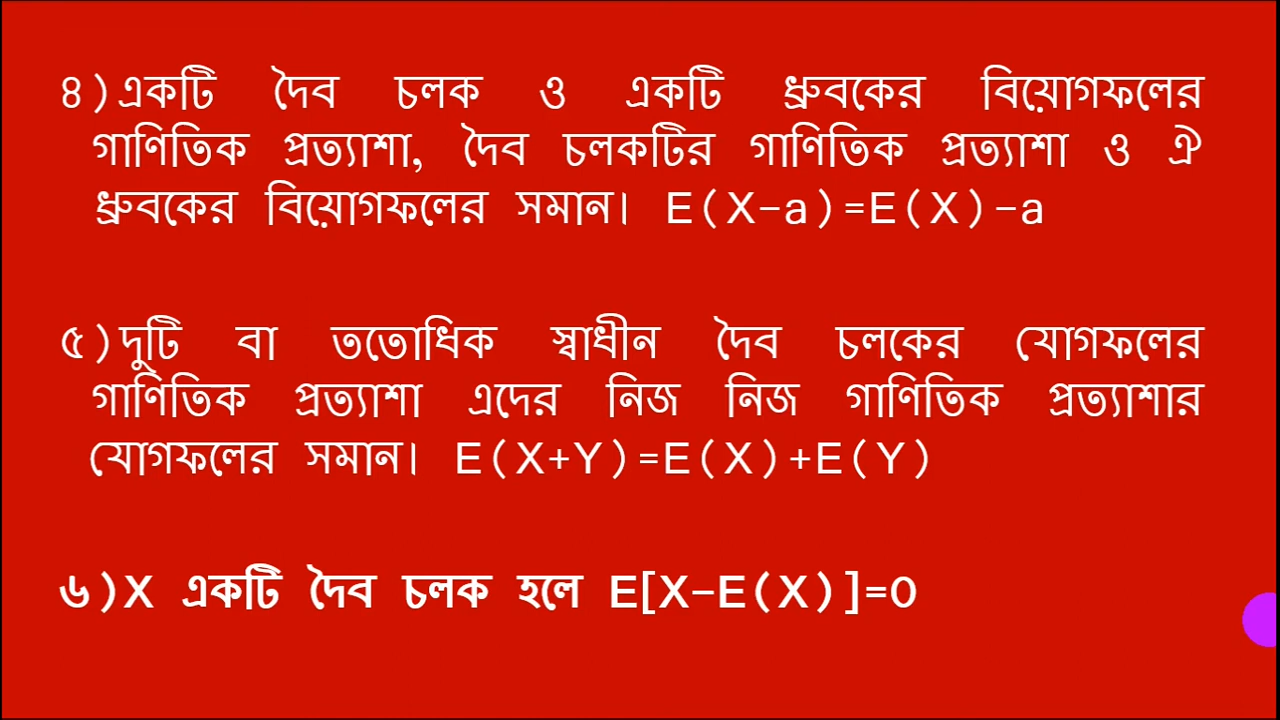 ৪)একটি দৈব চলক ও একটি ধ্রুবকের বিয়োগফলের
গাণিতিক প্রত্যাশা, দৈব চলকটির গাণিতিক প্রত্যাশা ও ঐ
ধ্রুবকের বিয়োগফলের সমান। E(X-a)=E(X)-a
৫)দুটি বা ততোধিক স্বাধীন দৈব চলকের যোগফলের
গাণিতিক প্রত্যাশা এদের নিজ নিজ গাণিতিক প্রত্যাশার
যোগফলের সমান। E(X+Y)=E(X)+E(Y)
৬)X একটি দৈব চলক হলে E[X-E(X)]=0